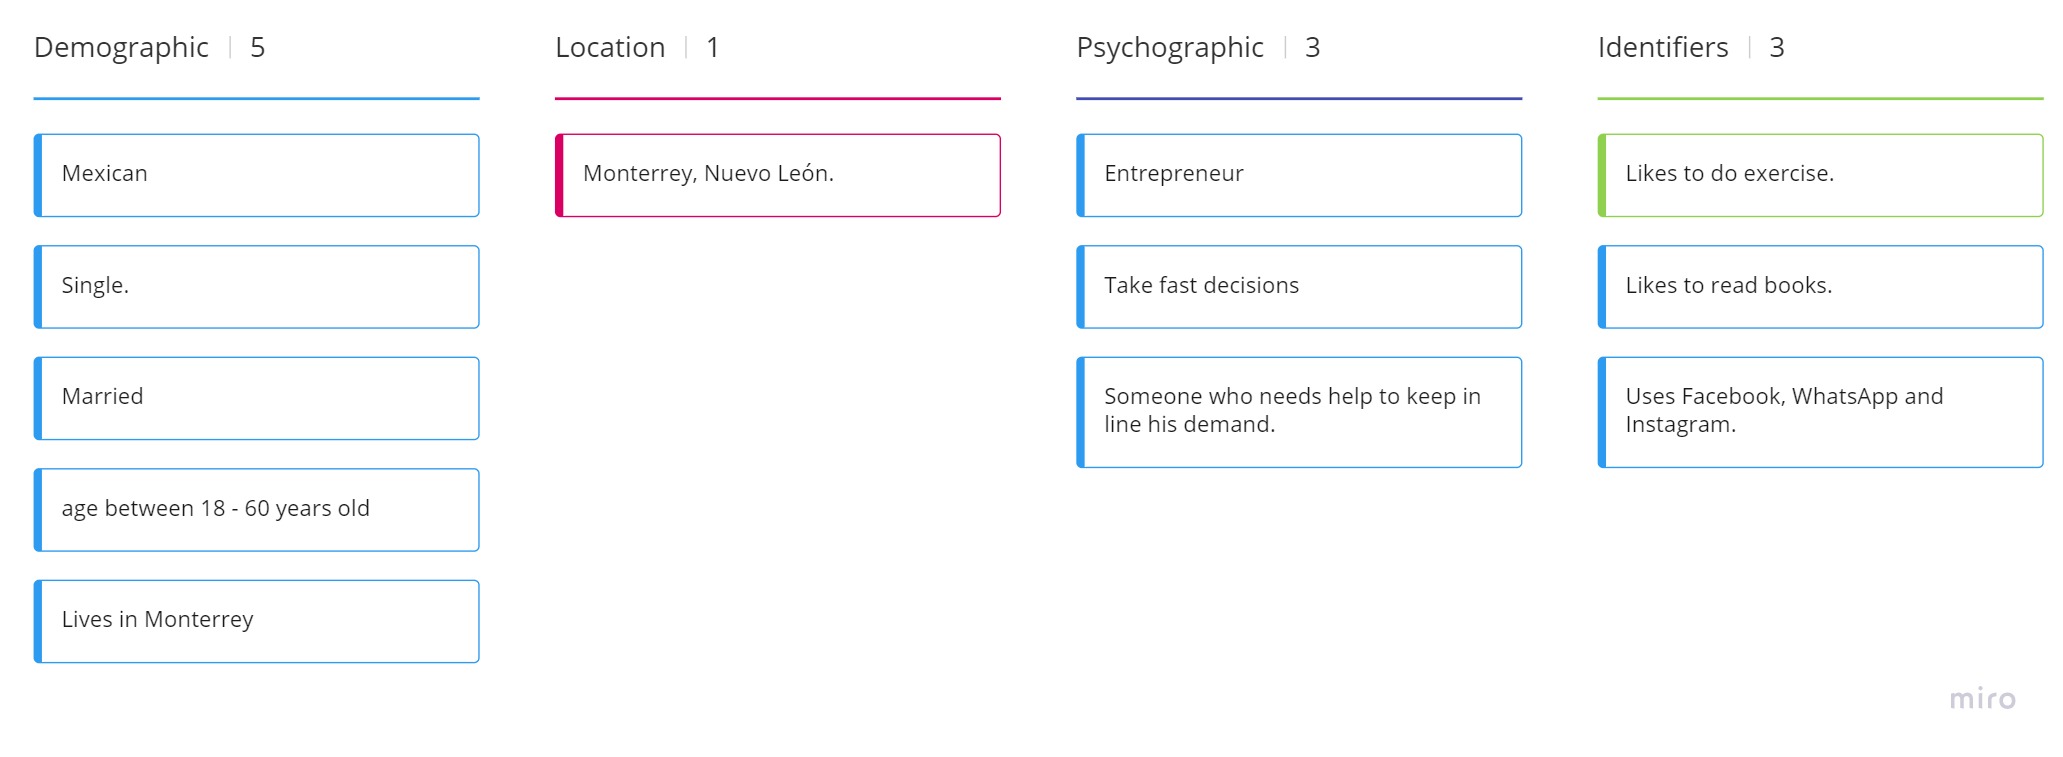 Demographic | 5
Mexican
Single.
Married
age between 18 - 60 years old
Lives in Monterrey
Location | 1
Monterrey, Nuevo León.
Psychographic | 3
Entrepreneur
Take fast decisions
Someone who needs help to keep in
line his demand.
Identifiers | 3
Likes to do exercise.
Likes to read books.
Uses Facebook, WhatsApp and
Instagram.
miro